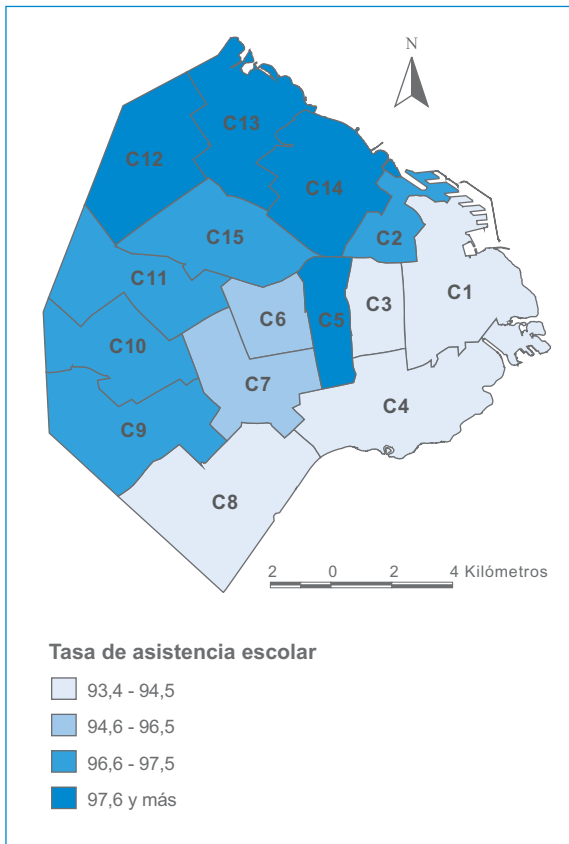 N
C13
C12
C14
C15
C2
C11
C1
C6
C5
C3
C10
C7
C4
C9
C8
2 0 2 4 Kilómetros
Tasa de asistencia escolar
93,4 - 94,5
94,6 - 96,5
96,6 - 97,5
97,6 y más